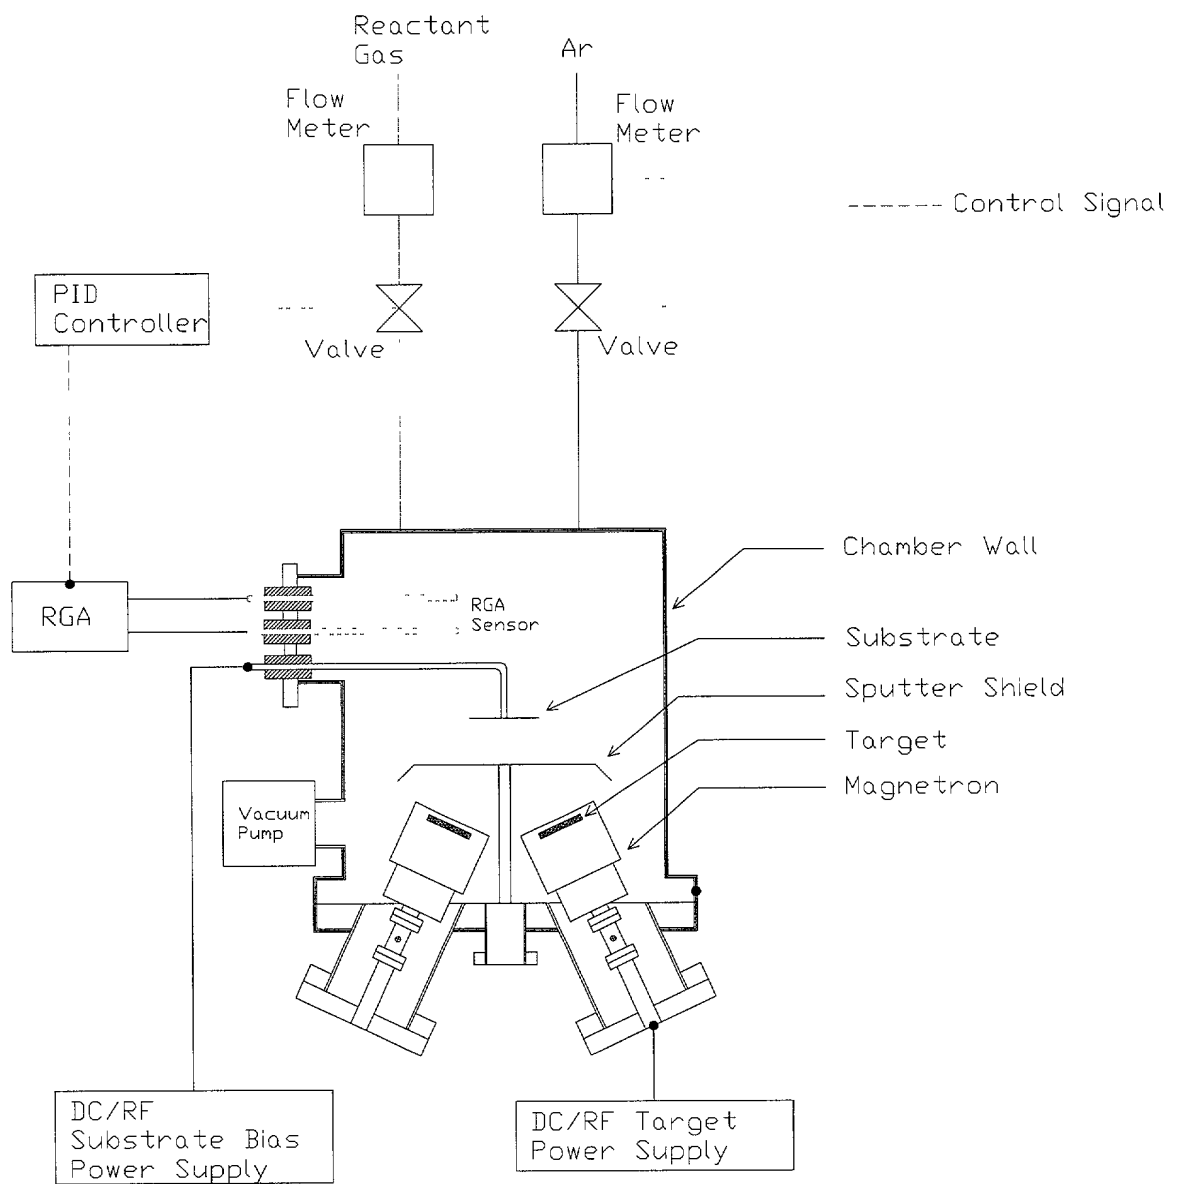 Reactant
Gas
Ar
Flow
Meter
Flow
Meter
Control Signal
PID
Controller
Valve
Valve
Chamber Wall
RGA
RGA
Sensor
Substrate
Sputter Shield
Target
Magnetron
Vacuum
Pump
DC/RF
Substrate Bias
Power Supply
DC/RF Target
Power Supply